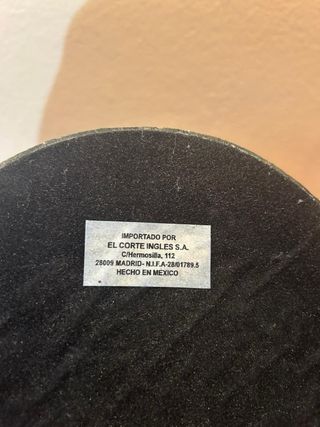 IMPORTADO POR
EL CORTE INGLES S.A.
C/Hermosilla, 112
28009 MADRID- N.I.F.A-28/01789.5
HECHO EN MEXICO